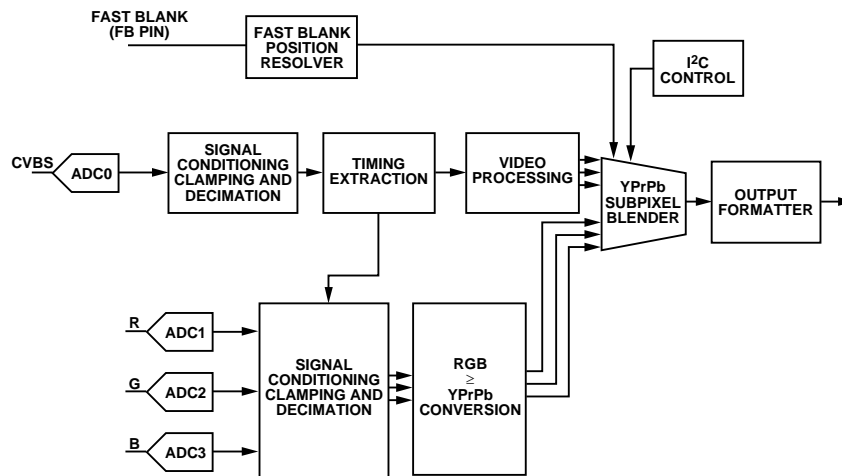 FAST BLANK
(FB PIN)
FAST BLANK
POSITION
RESOLVER
I²C
CONTROL
CVBS
ADC0
SIGNAL
CONDITIONING
CLAMPING AND
DECIMATION
TIMING
EXTRACTION
VIDEO
PROCESSING
YPrPb
SUBPIXEL
BLENDER
OUTPUT
FORMATTER
R
ADC1
G
ADC2
B
ADC3
SIGNAL
CONDITIONING
CLAMPING AND
DECIMATION
RGB
≥
YPrPb
CONVERSION